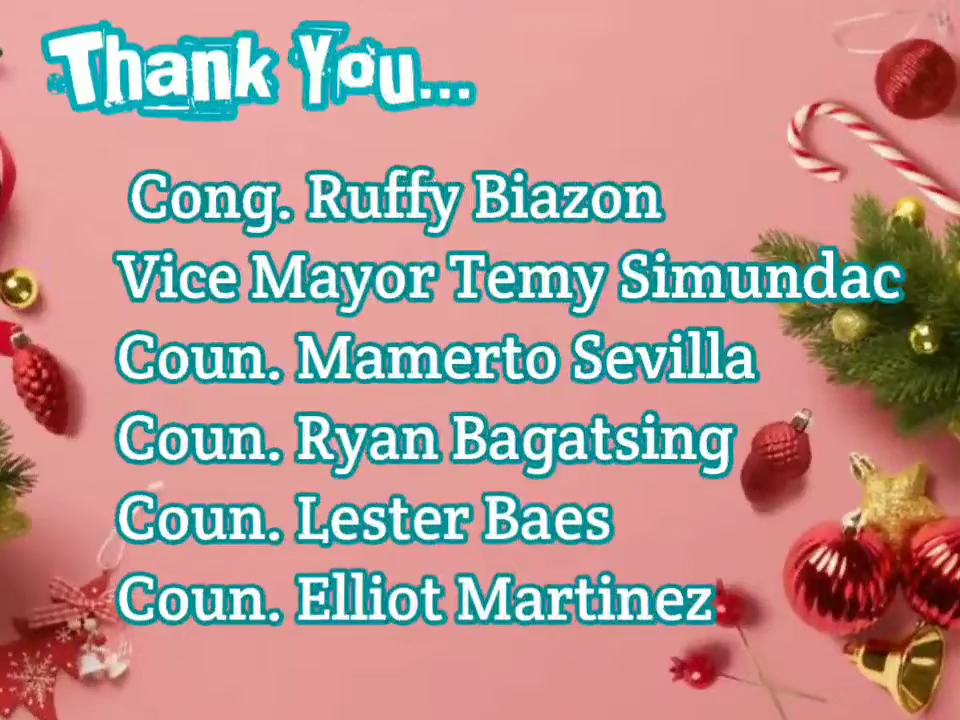 Thank You...
Cong. Ruffy Biazon
Vice Mayor Temy Simundac
Coun. Mamerto Sevilla
Coun. Ryan Bagatsing
Coun. Lester Baes
Coun. Elliot Martinez